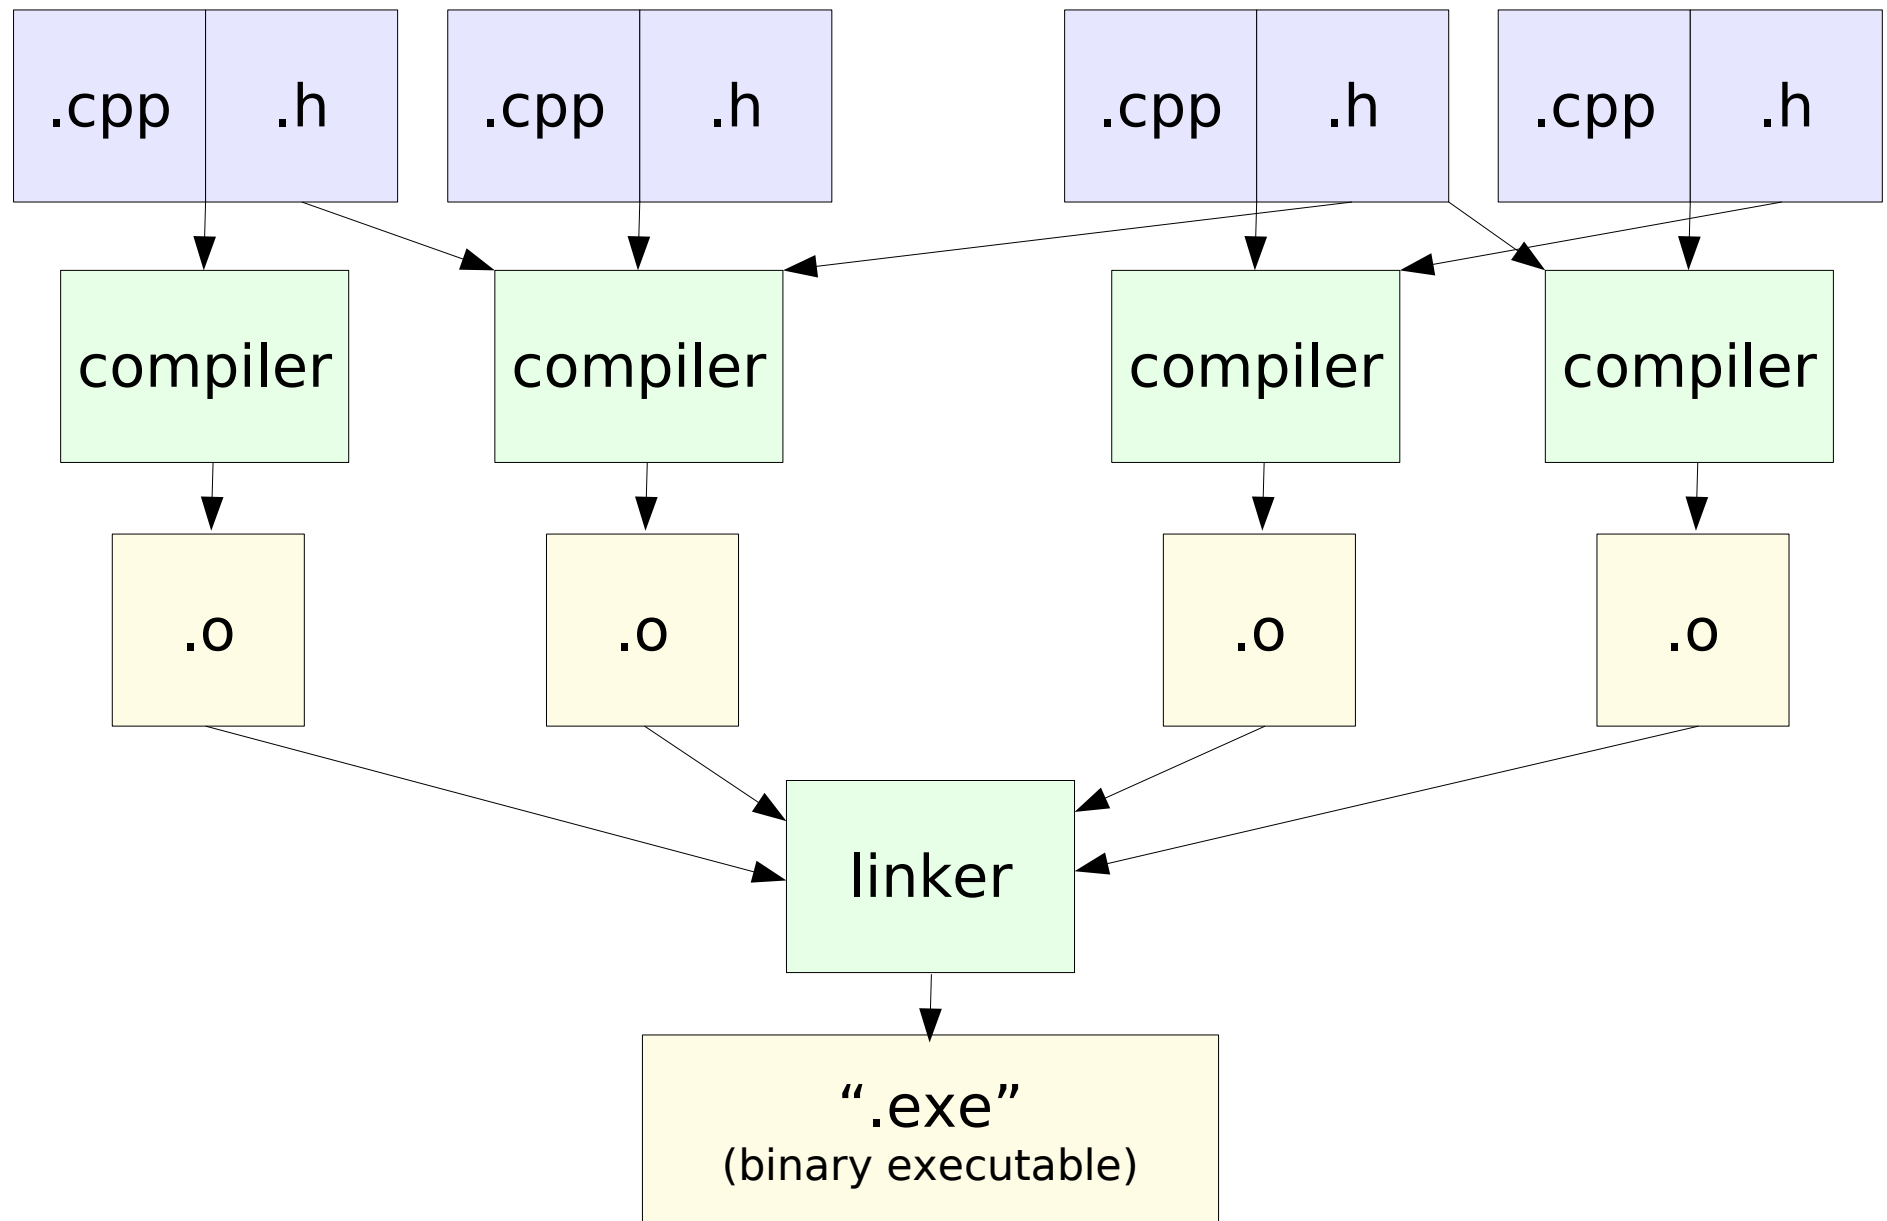 .cpp .h .cpp .h .cpp .h .cpp .h
compiler compiler compiler compiler
.o .o .o .o
linker
“.exe”
(binary executable)